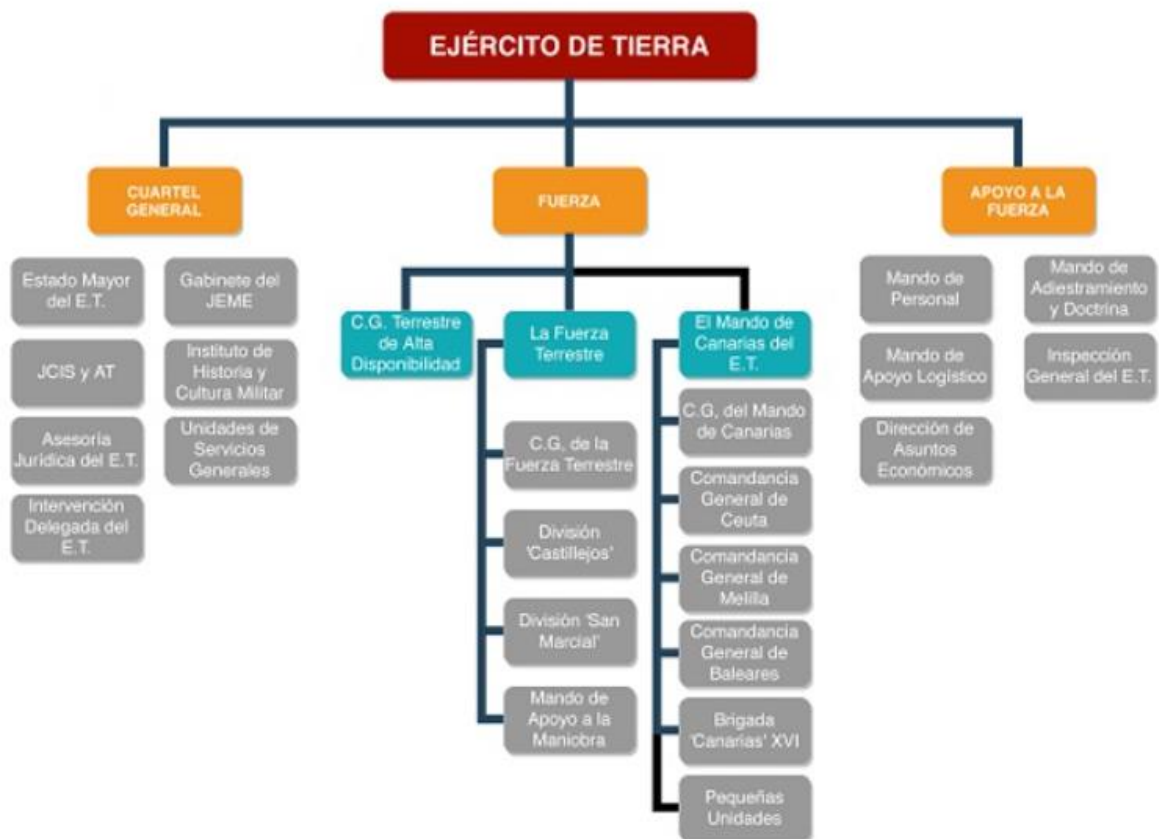 EJÉRCITO DE TIERRA
CUARTEL
GENERAL
Estado Mayor
del E.T.
Gabinete del
JEME
JCIS y AT
Instituto de
Historia y
Cultura Militar
Asesoría
Jurídica del E.T.
Unidades de
Servicios
Generales
Intervención
Delegada del
E.T.
FUERZA
C.G. Terrestre
de Alta
Disponibilidad
La Fuerza
Terrestre
C.G, de la
Fuerza Terrestre
División
'Castillejos'
División 'San
Marcial'
Mando de
Apoyo a la
Maniobra
El Mando de
Canarias del
E.T.
C.G, del Mando
de Canarias
Comandancia
General de
Ceuta
Comandancia
General de
Melilla
Comandancia
General de
Baleares
Brigada
'Canarias' XVI
Pequeñas
Unidades
APOYO A LA
FUERZA
Mando de
Personal
Mando de
Adiestramiento
y Doctrina
Mando de
Apoyo Logístico
Inspección
General del E.T.
Dirección de
Asuntos
Económicos